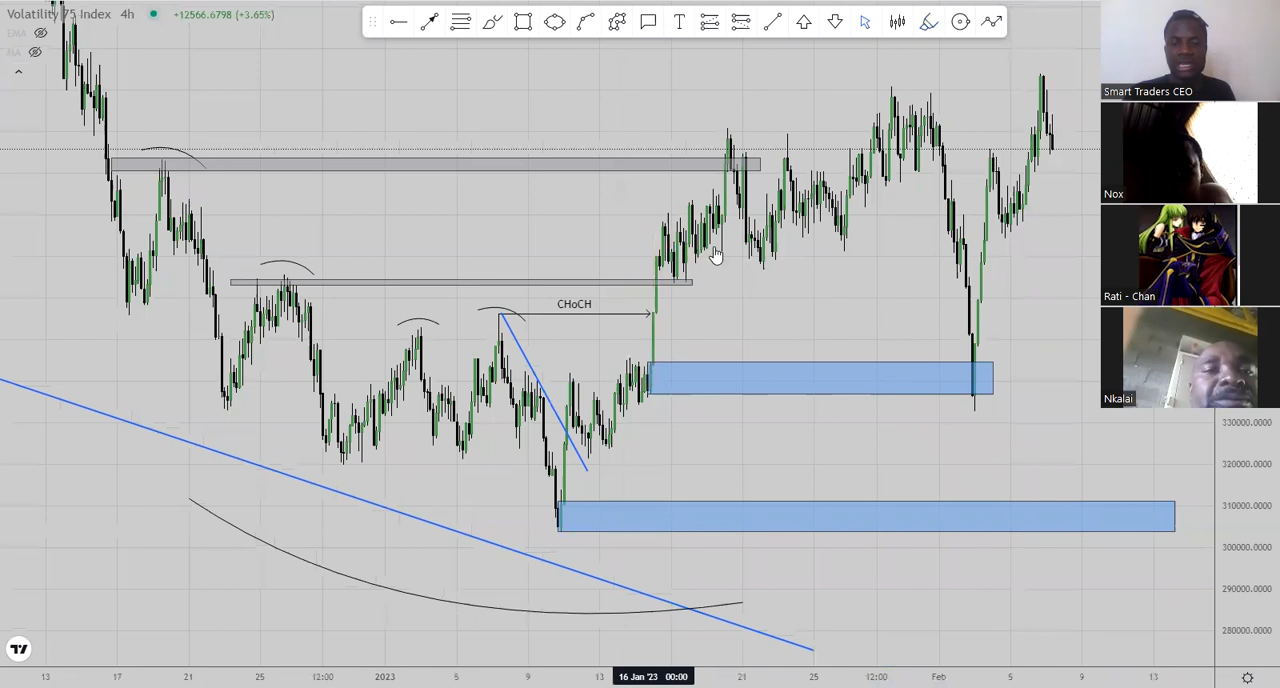 Volatility 75 Index 4h +12566.6798 (+3.65%)
EMA
Smart Traders CEO
Nox
Rati - Chan
Nkalai
CHoCH
330000.0000
320000.0000
310000.0000
300000.0000
290000.0000
280000.0000
13 17 21 25 12:00 2023 5 9 13 16 Jan '23 00:00 21 25 12:00 Feb 5 9 13